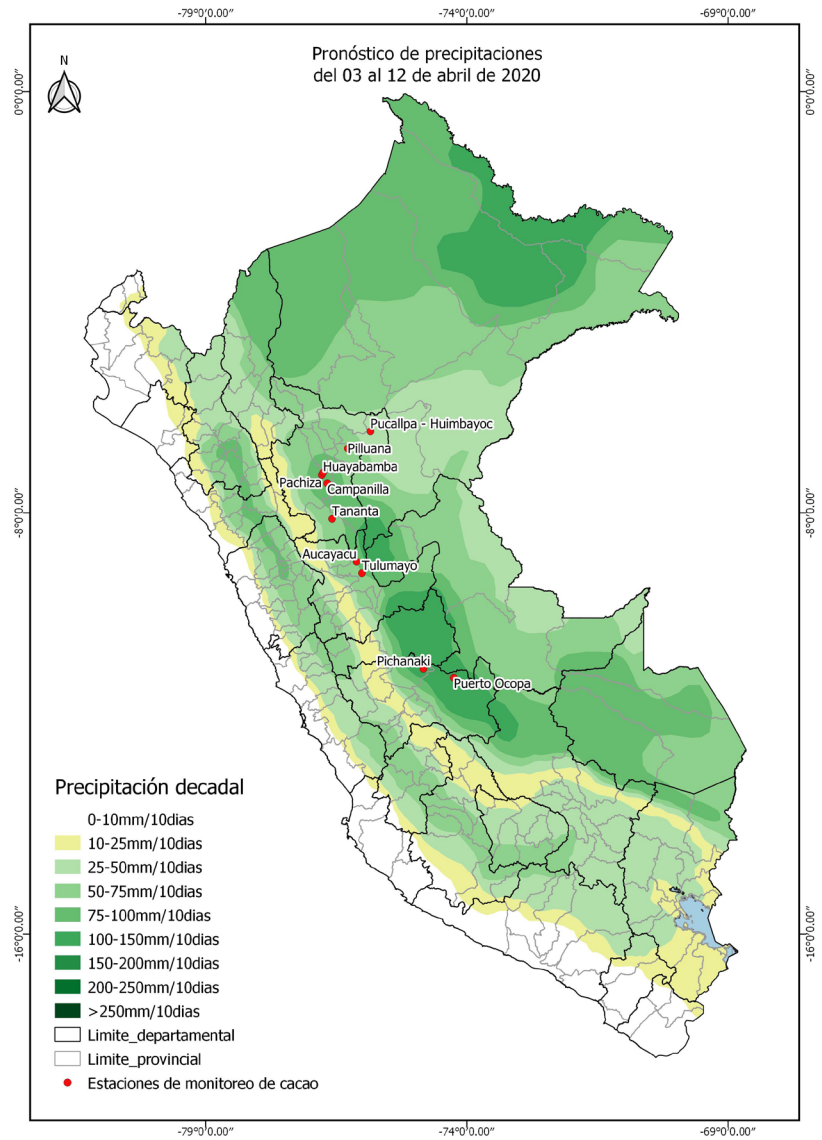 -79°0'0.00" -74°0'0.00" -69°0'0.00"
Pronóstico de precipitaciones
del 03 al 12 de abril de 2020
N
0°0'0.00" 0°0'0.00"
Pucallpa - Huimbayoc
Pilluana
Huayabamba
Pachiza
Campanilla
Tananta
-8°0'0.00" -8°0'0.00"
Aucayacu
Tulumayo
Pichanaki
Puerto Ocopa
Precipitación decadal
0-10mm/10dias
10-25mm/10dias
25-50mm/10dias
50-75mm/10dias
75-100mm/10dias
100-150mm/10dias
150-200mm/10dias
200-250mm/10dias
>250mm/10dias
Limite_departamental
Limite_provincial
Estaciones de monitoreo de cacao
-16°0'0.00" -16°0'0.00"
-79°0'0.00" -74°0'0.00" -69°0'0.00"